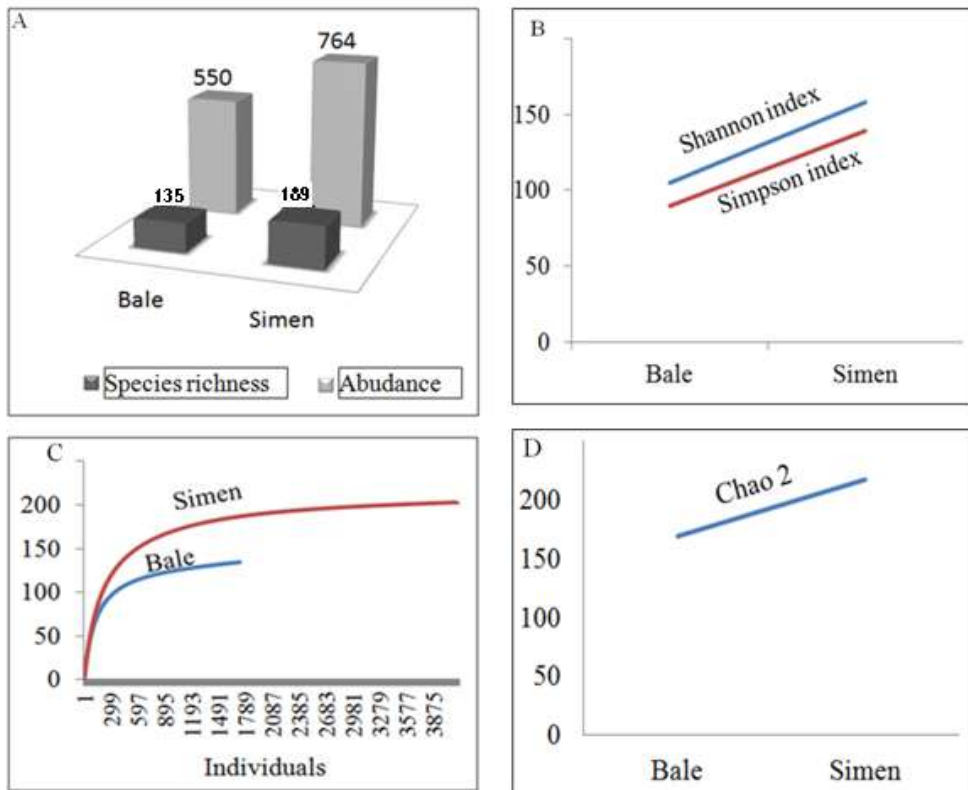 A
764
550
135
189
Bale
Simen
Species richness
Abudance
B
150
100
50
0
Shannon index
Simpson index
Bale
Simen
C
200
150
100
50
0
Simen
Bale
1
299
597
895
1193
1491
1789
2087
2385
2683
2981
3279
3577
3875
Individuals
D
200
150
100
50
0
Chao 2
Bale
Simen